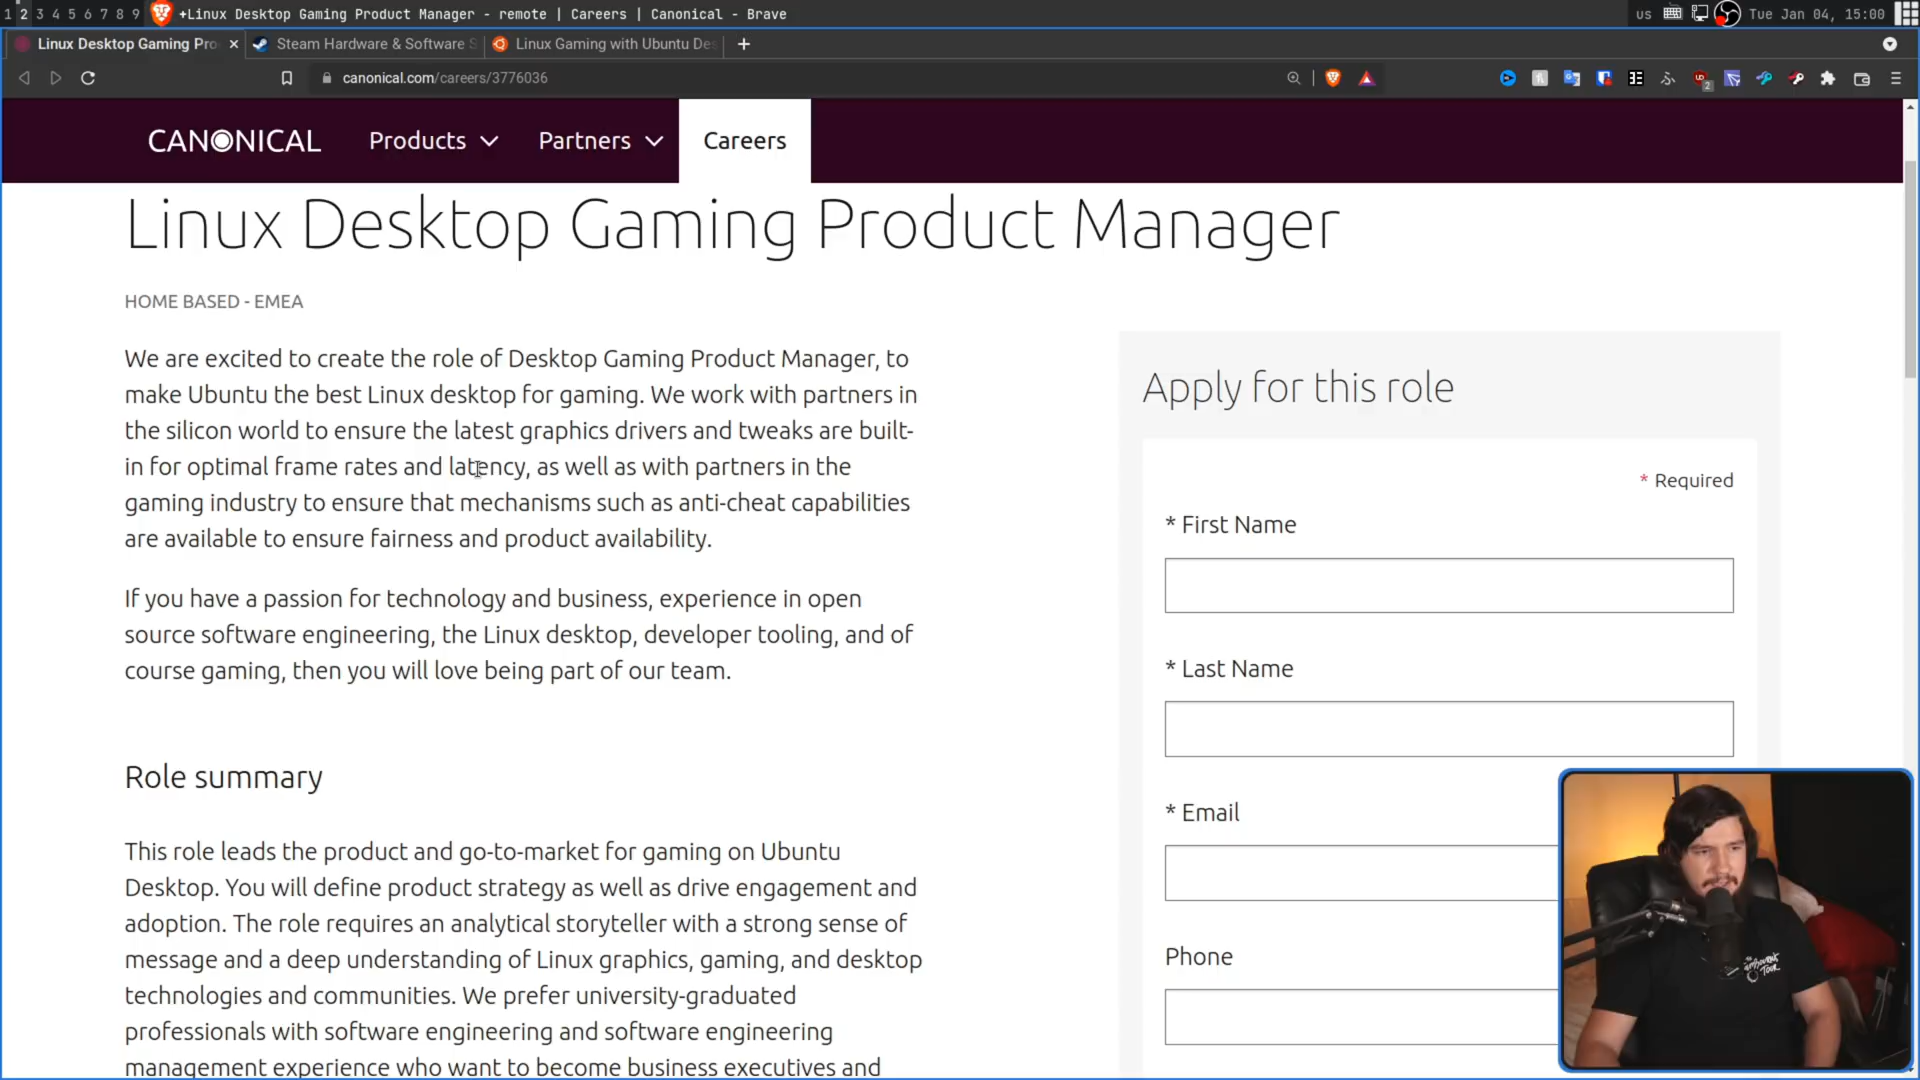 1 2 3 4 5 6 7 8 9 +Linux Desktop Gaming Product Manager - remote | Careers | Canonical - Brave
us Tue Jan 04, 15:00
Linux Desktop Gaming Pro
Steam Hardware & Software S
Linux Gaming with Ubuntu Des
canonical.com/careers/3776036
CANONICAL Products Partners Careers
Linux Desktop Gaming Product Manager
HOME BASED - EMEA
We are excited to create the role of Desktop Gaming Product Manager, to
make Ubuntu the best Linux desktop for gaming. We work with partners in
the silicon world to ensure the latest graphics drivers and tweaks are built-
in for optimal frame rates and latency, as well as with partners in the
gaming industry to ensure that mechanisms such as anti-cheat capabilities
are available to ensure fairness and product availability.
If you have a passion for technology and business, experience in open
source software engineering, the Linux desktop, developer tooling, and of
course gaming, then you will love being part of our team.
Role summary
This role leads the product and go-to-market for gaming on Ubuntu
Desktop. You will define product strategy as well as drive engagement and
adoption. The role requires an analytical storyteller with a strong sense of
message and a deep understanding of Linux graphics, gaming, and desktop
technologies and communities. We prefer university-graduated
professionals with software engineering and software engineering
management experience who want to become business executives and
Apply for this role
* Required
* First Name
* Last Name
* Email
Phone